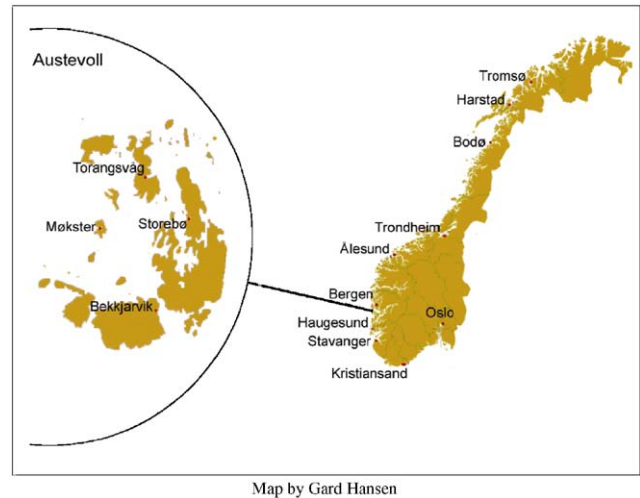 Austevoll
Torangsvåg
Møkster
Storebø
Bekkjarvik
Tromsø
Harstad
Bodø
Trondheim
Ålesund
Bergen
Oslo
Haugesund
Stavanger
Kristiansand
Map by Gard Hansen